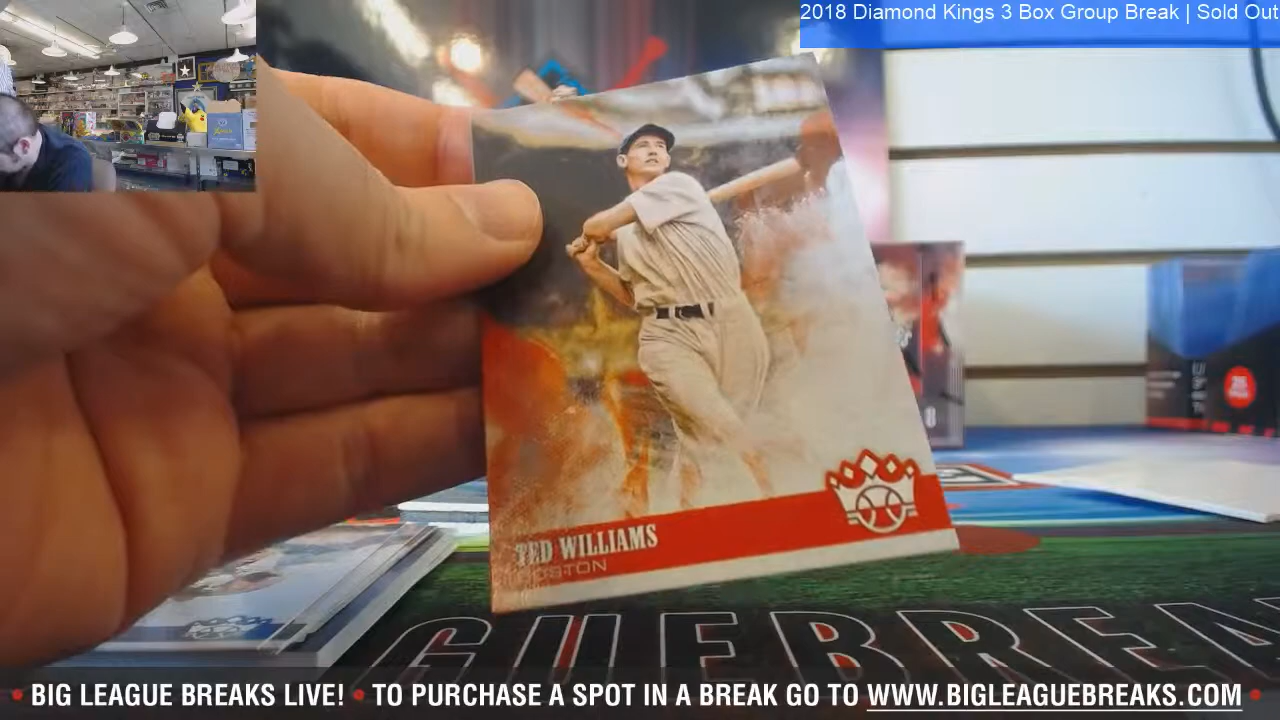 2018 Diamond Kings 3 Box Group Break | Sold Out
TED WILLIAMS
BOSTON
GUEBREA
• BIG LEAGUE BREAKS LIVE! • TO PURCHASE A SPOT IN A BREAK GO TO WWW.BIGLEAGUEBREAKS.COM •